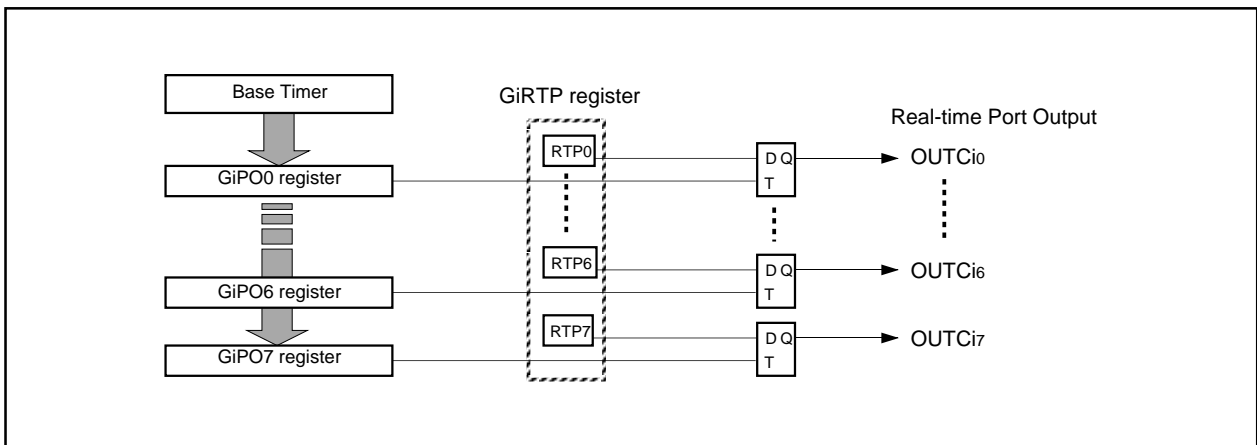 Base Timer
GiRTP register
Real-time Port Output
RTP0
D Q
OUTCi0
GiPO0 register
T
RTP6
D Q
OUTCi6
GiPO6 register
T
RTP7
D Q
OUTCi7
GiPO7 register
T